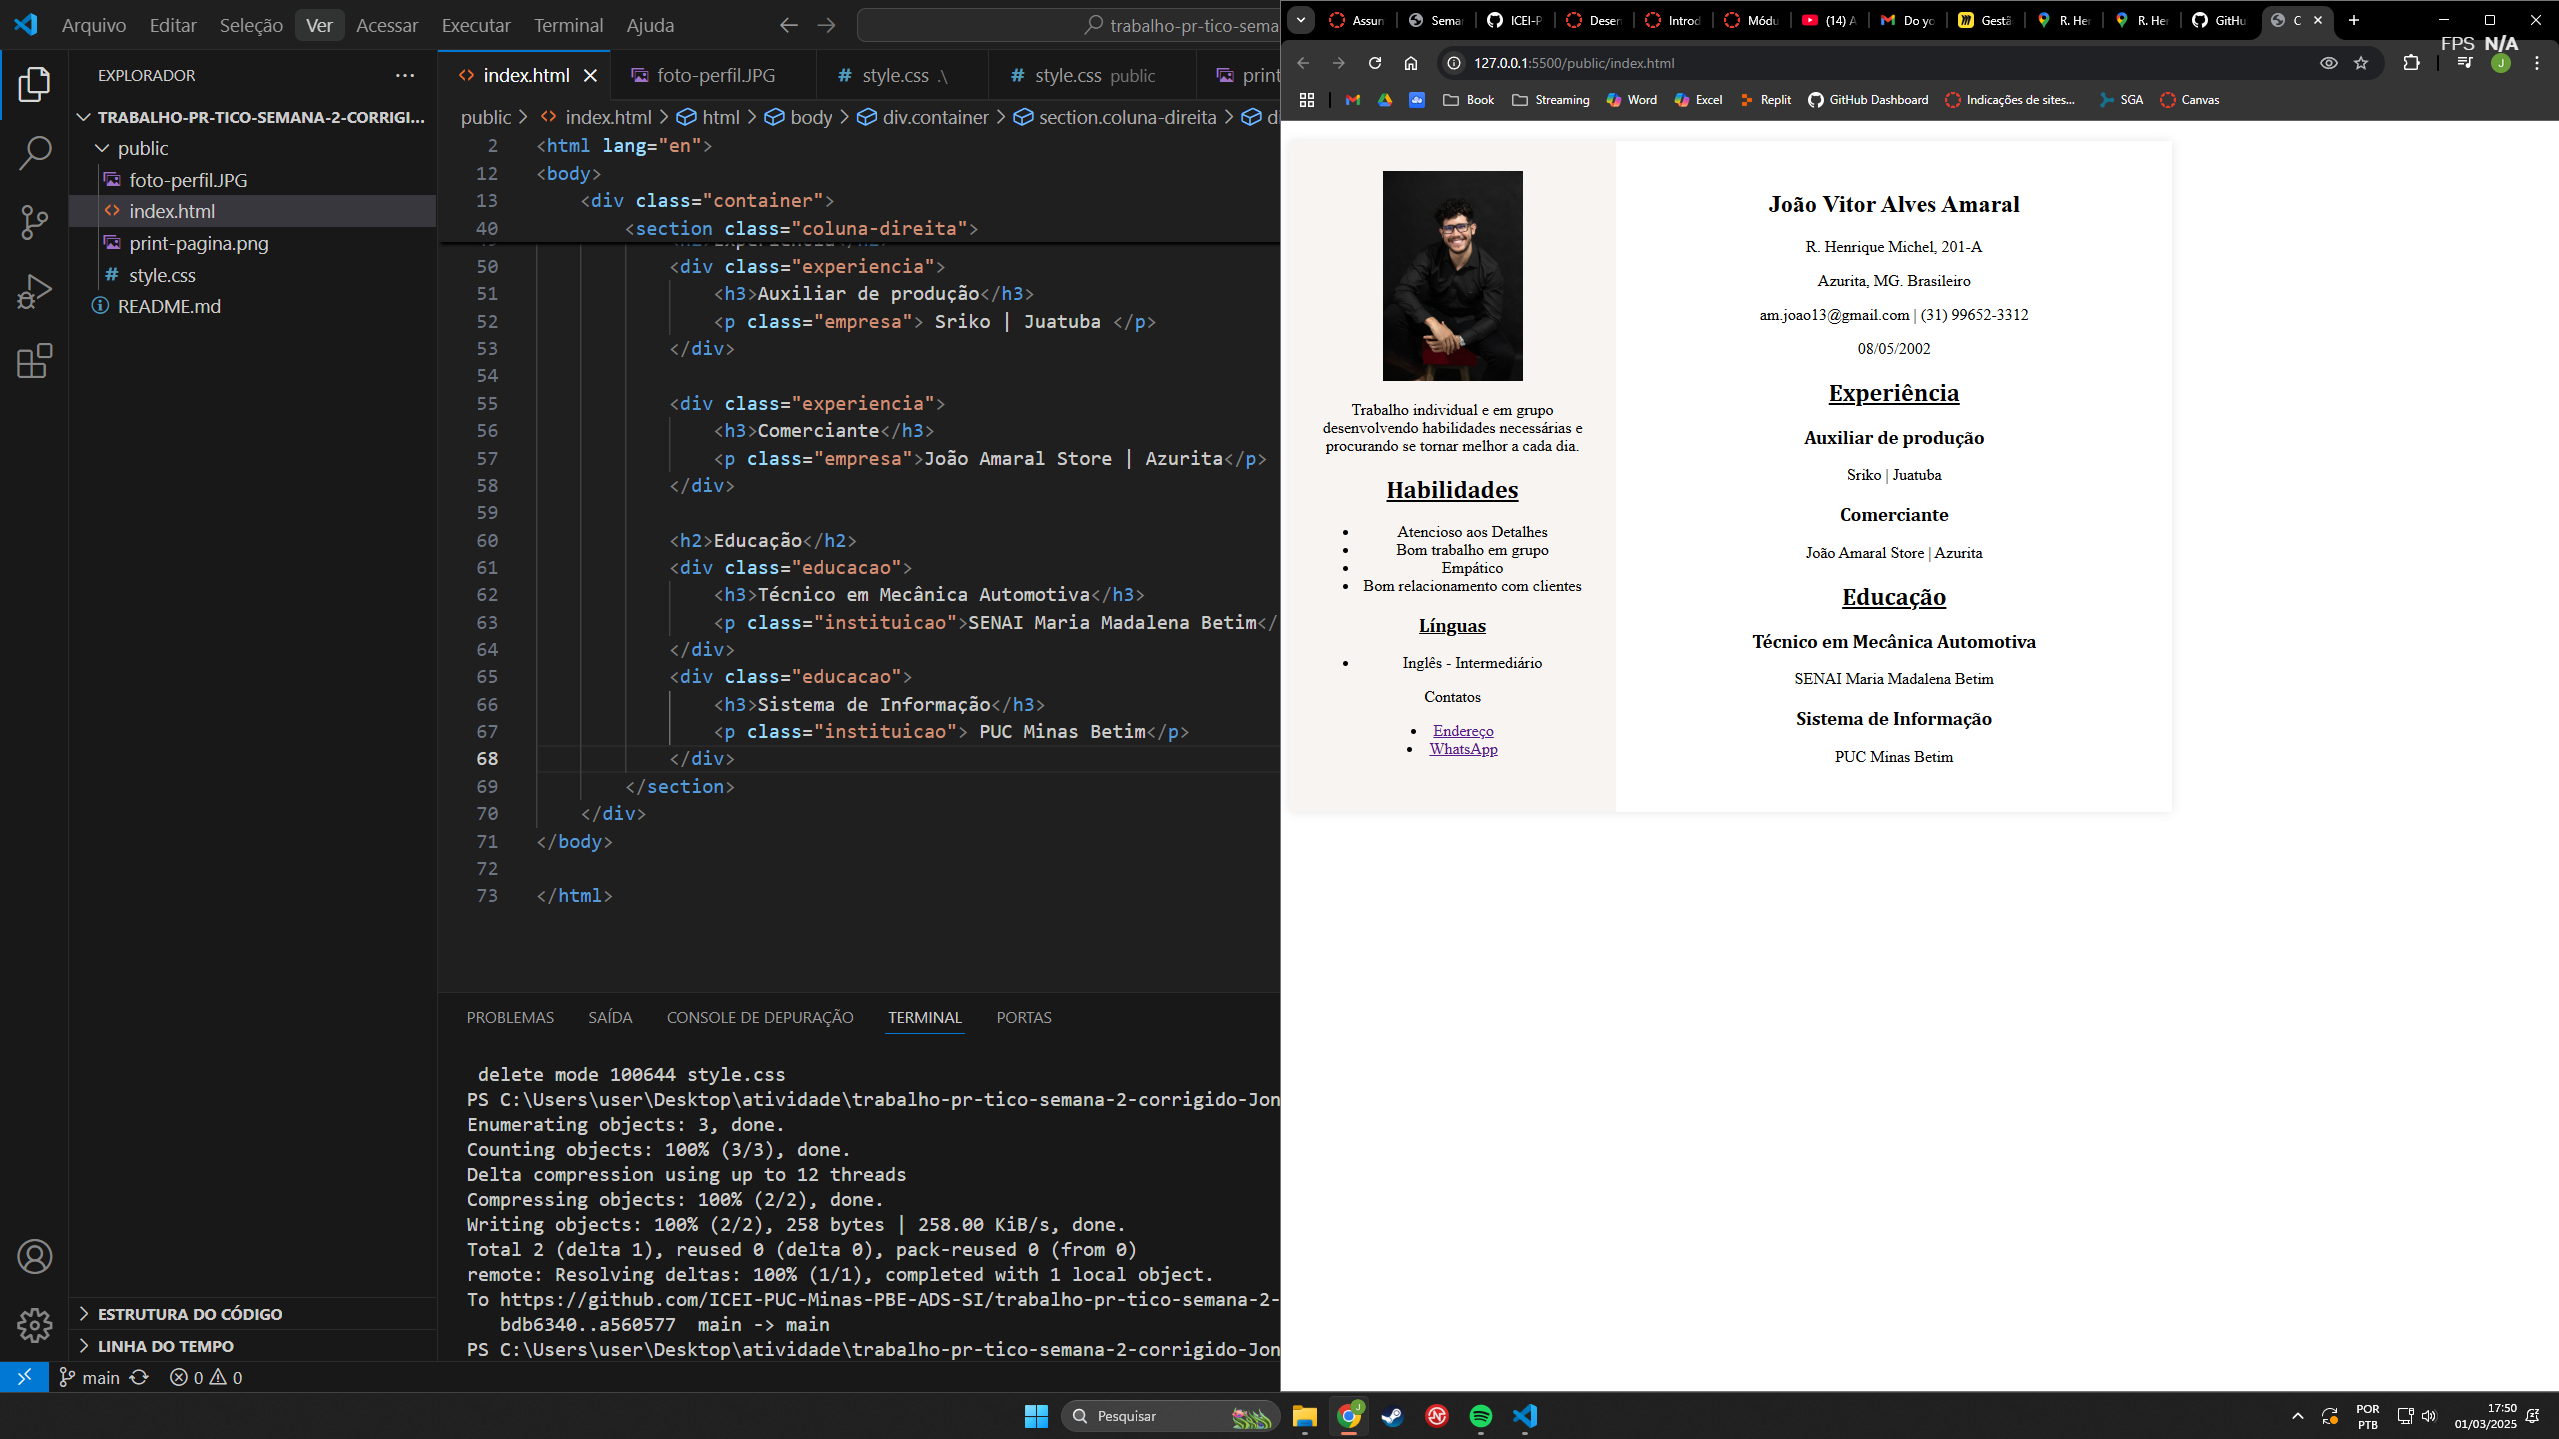 Arquivo Editar Seleção Ver Acessar Executar Terminal Ajuda
trabalho-pr-tico-sema
EXPLORADOR
TRABALHO-PR-TICO-SEMANA-2-CORRIGI...
public
foto-perfil.JPG
index.html
print-pagina.png
style.css
README.md
ESTRUTURA DO CÓDIGO
LINHA DO TEMPO
index.html foto-perfil.JPG style.css .\ style.css public print
public > index.html > html > body > div.container > section.coluna-direita > di
2 <html lang="en">
12 <body>
13 <div class="container">
40 <section class="coluna-direita">
50 <div class="experiencia">
51 <h3>Auxiliar de produção</h3>
52 <p class="empresa"> Sriko | Juatuba </p>
53 </div>
54
55 <div class="experiencia">
56 <h3>Comerciante</h3>
57 <p class="empresa">João Amaral Store | Azurita</p>
58 </div>
59
60 <h2>Educação</h2>
61 <div class="educacao">
62 <h3>Técnico em Mecânica Automotiva</h3>
63 <p class="instituicao">SENAI Maria Madalena Betim</
64 </div>
65 <div class="educacao">
66 <h3>Sistema de Informação</h3>
67 <p class="instituicao"> PUC Minas Betim</p>
68 </div>
69 </section>
70 </div>
71 </body>
72
73 </html>
PROBLEMAS SAÍDA CONSOLE DE DEPURAÇÃO TERMINAL PORTAS
delete mode 100644 style.css
PS C:\Users\user\Desktop\atividade\trabalho-pr-tico-semana-2-corrigido-Jon
Enumerating objects: 3, done.
Counting objects: 100% (3/3), done.
Delta compression using up to 12 threads
Compressing objects: 100% (2/2), done.
Writing objects: 100% (2/2), 258 bytes | 258.00 KiB/s, done.
Total 2 (delta 1), reused 0 (delta 0), pack-reused 0 (from 0)
remote: Resolving deltas: 100% (1/1), completed with 1 local object.
To https://github.com/ICEI-PUC-Minas-PBE-ADS-SI/trabalho-pr-tico-semana-2-
bdb6340..a560577 main -> main
PS C:\Users\user\Desktop\atividade\trabalho-pr-tico-semana-2-corrigido-Jon
main 0 0
Assun Semar ICEI-P Desen Introd Módu (14) A Do yo Gestã R. Her R. Her GitHu C
FPS N/A
127.0.0.1:5500/public/index.html
J
Book Streaming Word Excel Replit GitHub Dashboard Indicações de sites... SGA Canvas
Trabalho individual e em grupo
desenvolvendo habilidades necessárias e
procurando se tornar melhor a cada dia.
Habilidades
• Atencioso aos Detalhes
• Bom trabalho em grupo
• Empático
• Bom relacionamento com clientes
Línguas
• Inglês - Intermediário
Contatos
• Endereço
• WhatsApp
João Vitor Alves Amaral
R. Henrique Michel, 201-A
Azurita, MG. Brasileiro
am.joao13@gmail.com | (31) 99652-3312
08/05/2002
Experiência
Auxiliar de produção
Sriko | Juatuba
Comerciante
João Amaral Store | Azurita
Educação
Técnico em Mecânica Automotiva
SENAI Maria Madalena Betim
Sistema de Informação
PUC Minas Betim
Pesquisar
J
POR
PTB
17:50
01/03/2025